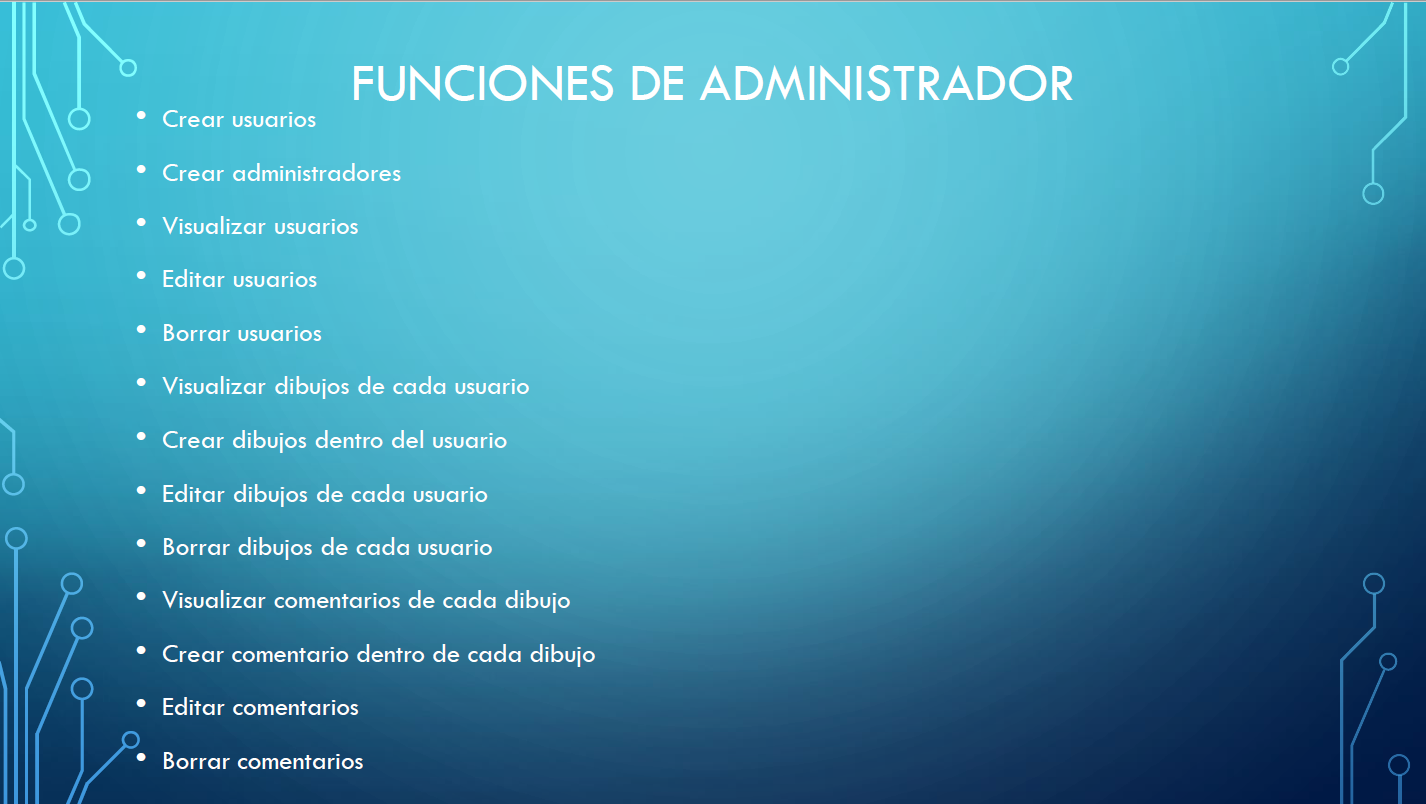 FUNCIONES DE ADMINISTRADOR
• Crear usuarios
• Crear administradores
• Visualizar usuarios
• Editar usuarios
• Borrar usuarios
• Visualizar dibujos de cada usuario
• Crear dibujos dentro del usuario
• Editar dibujos de cada usuario
• Borrar dibujos de cada usuario
• Visualizar comentarios de cada dibujo
• Crear comentario dentro de cada dibujo
• Editar comentarios
• Borrar comentarios